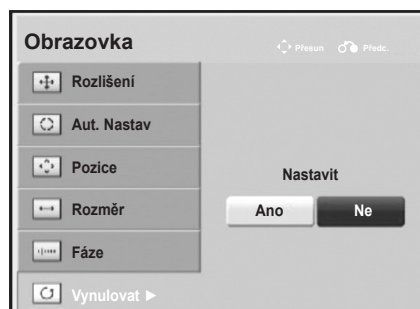 Obrazovka
Přesun Předc.
Rozlišení
Aut. Nastav
Pozice
Rozměr
Fáze
Vynulovat ►
Nastavit
Ano Ne